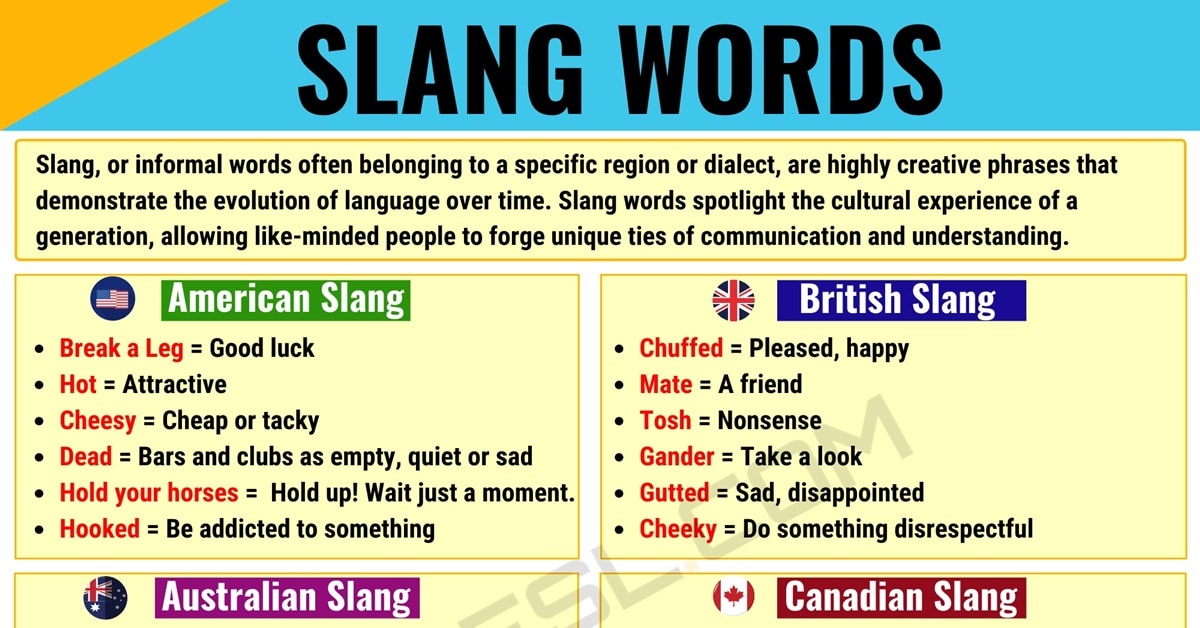 SLANG WORDS
Slang, or informal words often belonging to a specific region or dialect, are highly creative phrases that
demonstrate the evolution of language over time. Slang words spotlight the cultural experience of a
generation, allowing like-minded people to forge unique ties of communication and understanding.
American Slang
• Break a Leg = Good luck
• Hot = Attractive
• Cheesy = Cheap or tacky
• Dead = Bars and clubs as empty, quiet or sad
• Hold your horses = Hold up! Wait just a moment.
• Hooked = Be addicted to something
British Slang
• Chuffed = Pleased, happy
• Mate = A friend
• Tosh = Nonsense
• Gander = Take a look
• Gutted = Sad, disappointed
• Cheeky = Do something disrespectful
Australian Slang
Canadian Slang
ESL.COM